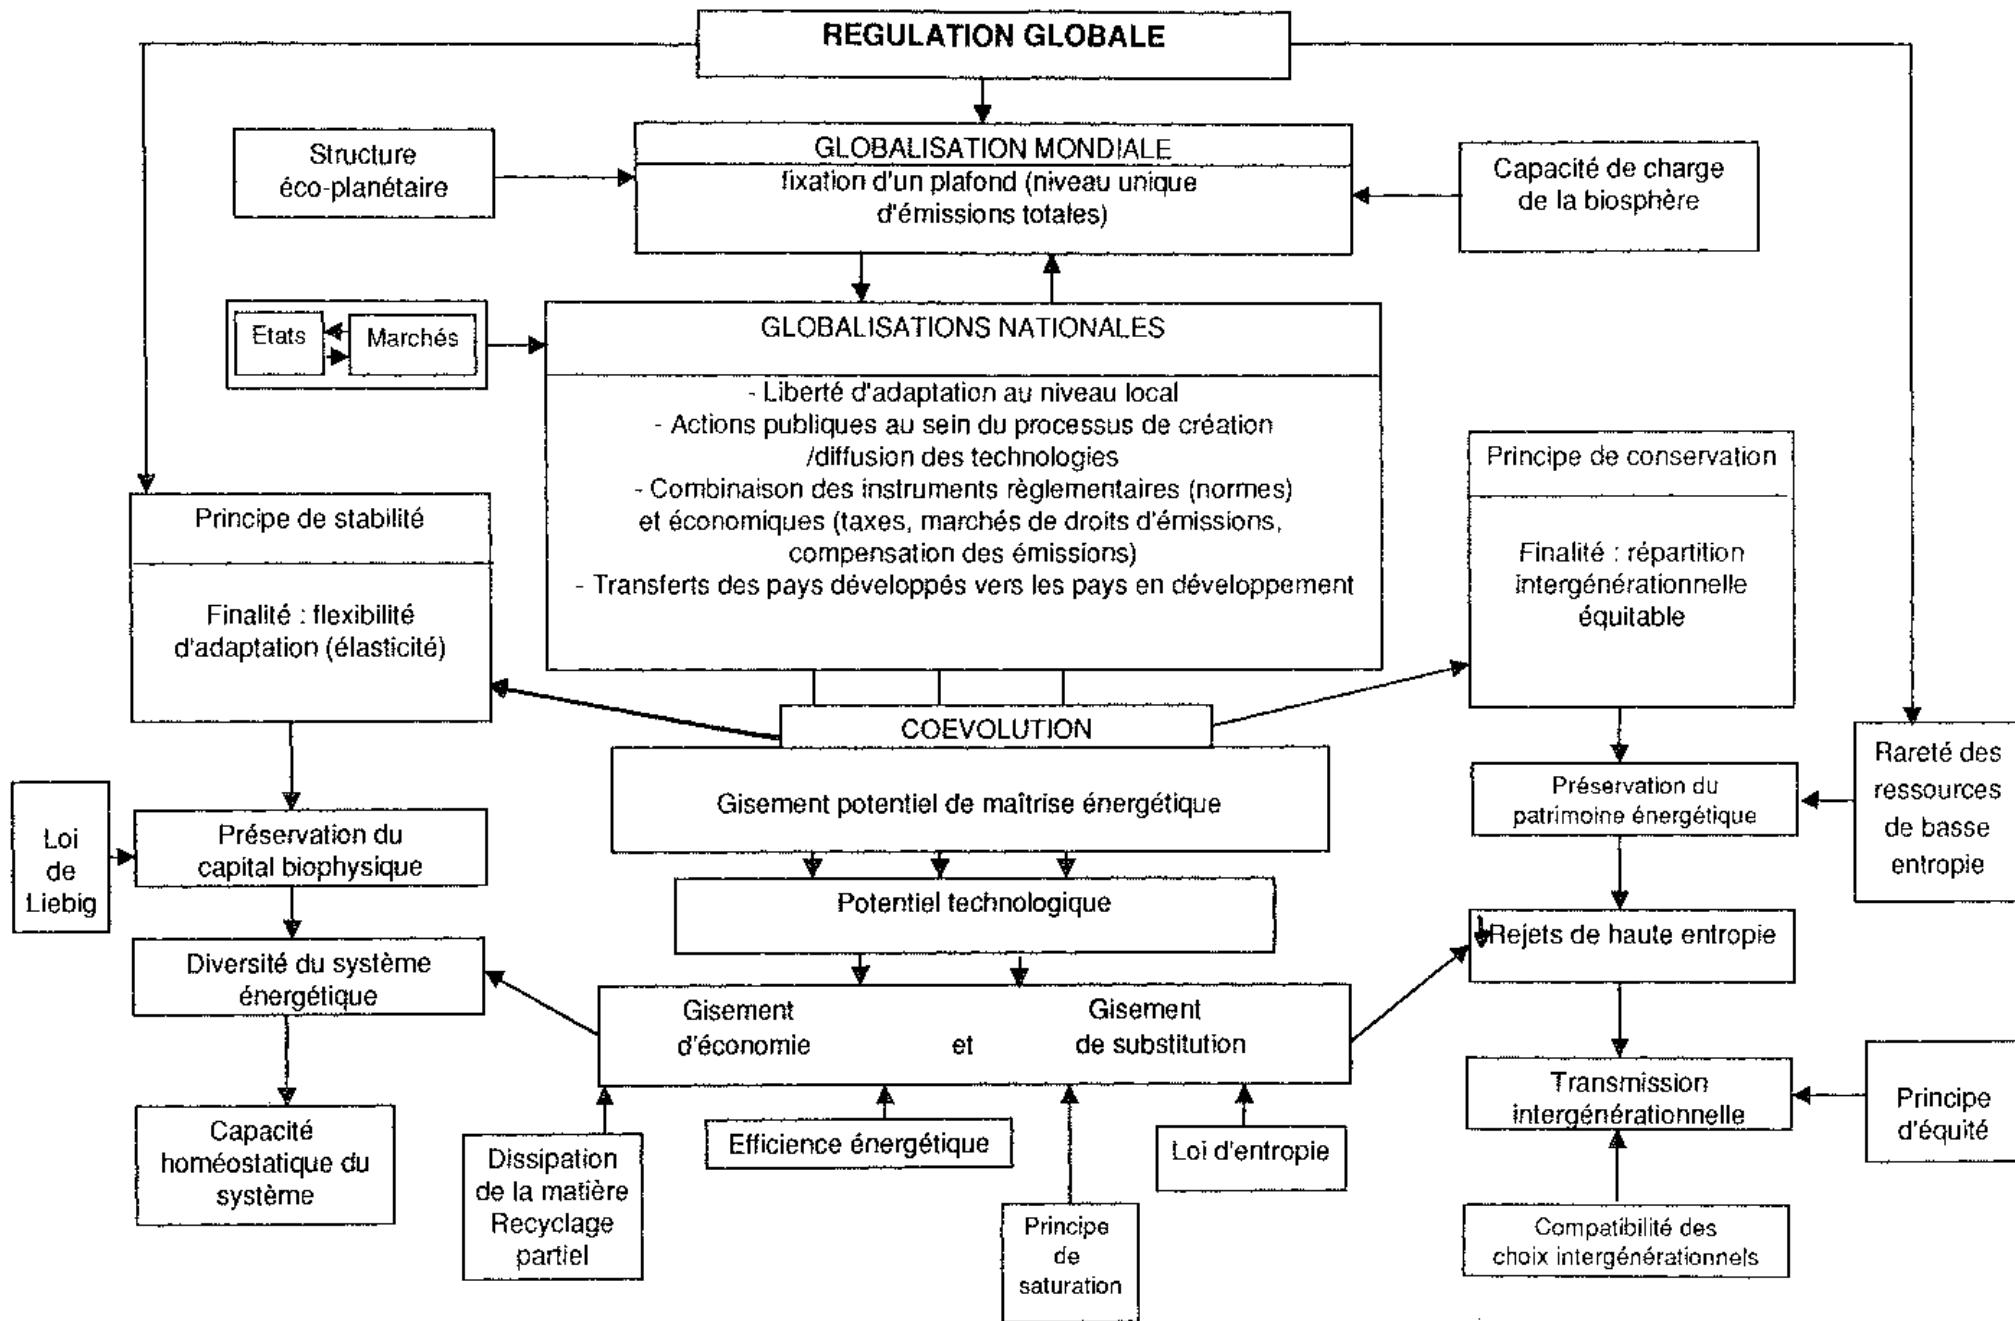 REGULATION GLOBALE
Structure
éco-planétaire
GLOBALISATION MONDIALE
fixation d'un plafond (niveau unique
d'émissions totales)
Capacité de charge
de la biosphère
Etats
Marchés
GLOBALISATIONS NATIONALES
- Liberté d'adaptation au niveau local
- Actions publiques au sein du processus de création
/diffusion des technologies
- Combinaison des instruments règlementaires (normes)
et économiques (taxes, marchés de droits d'émissions,
compensation des émissions)
- Transferts des pays développés vers les pays en développement
Principe de stabilité
Finalité : flexibilité
d'adaptation (élasticité)
Principe de conservation
Finalité : répartition
intergénérationnelle
équitable
COEVOLUTION
Gisement potentiel de maîtrise énergétique
Loi
de
Liebig
Préservation du
capital biophysique
Préservation du
patrimoine énergétique
Rareté des
ressources
de basse
entropie
Potentiel technologique
Diversité du système
énergétique
Rejets de haute entropie
Gisement
d'économie
et
Gisement
de substitution
Capacité
homéostatique du
système
Dissipation
de la matière
Recyclage
partiel
Efficience énergétique
Principe
de
saturation
Loi d'entropie
Transmission
intergénérationnelle
Principe
d'équité
Compatibilité des
choix intergénérationnels